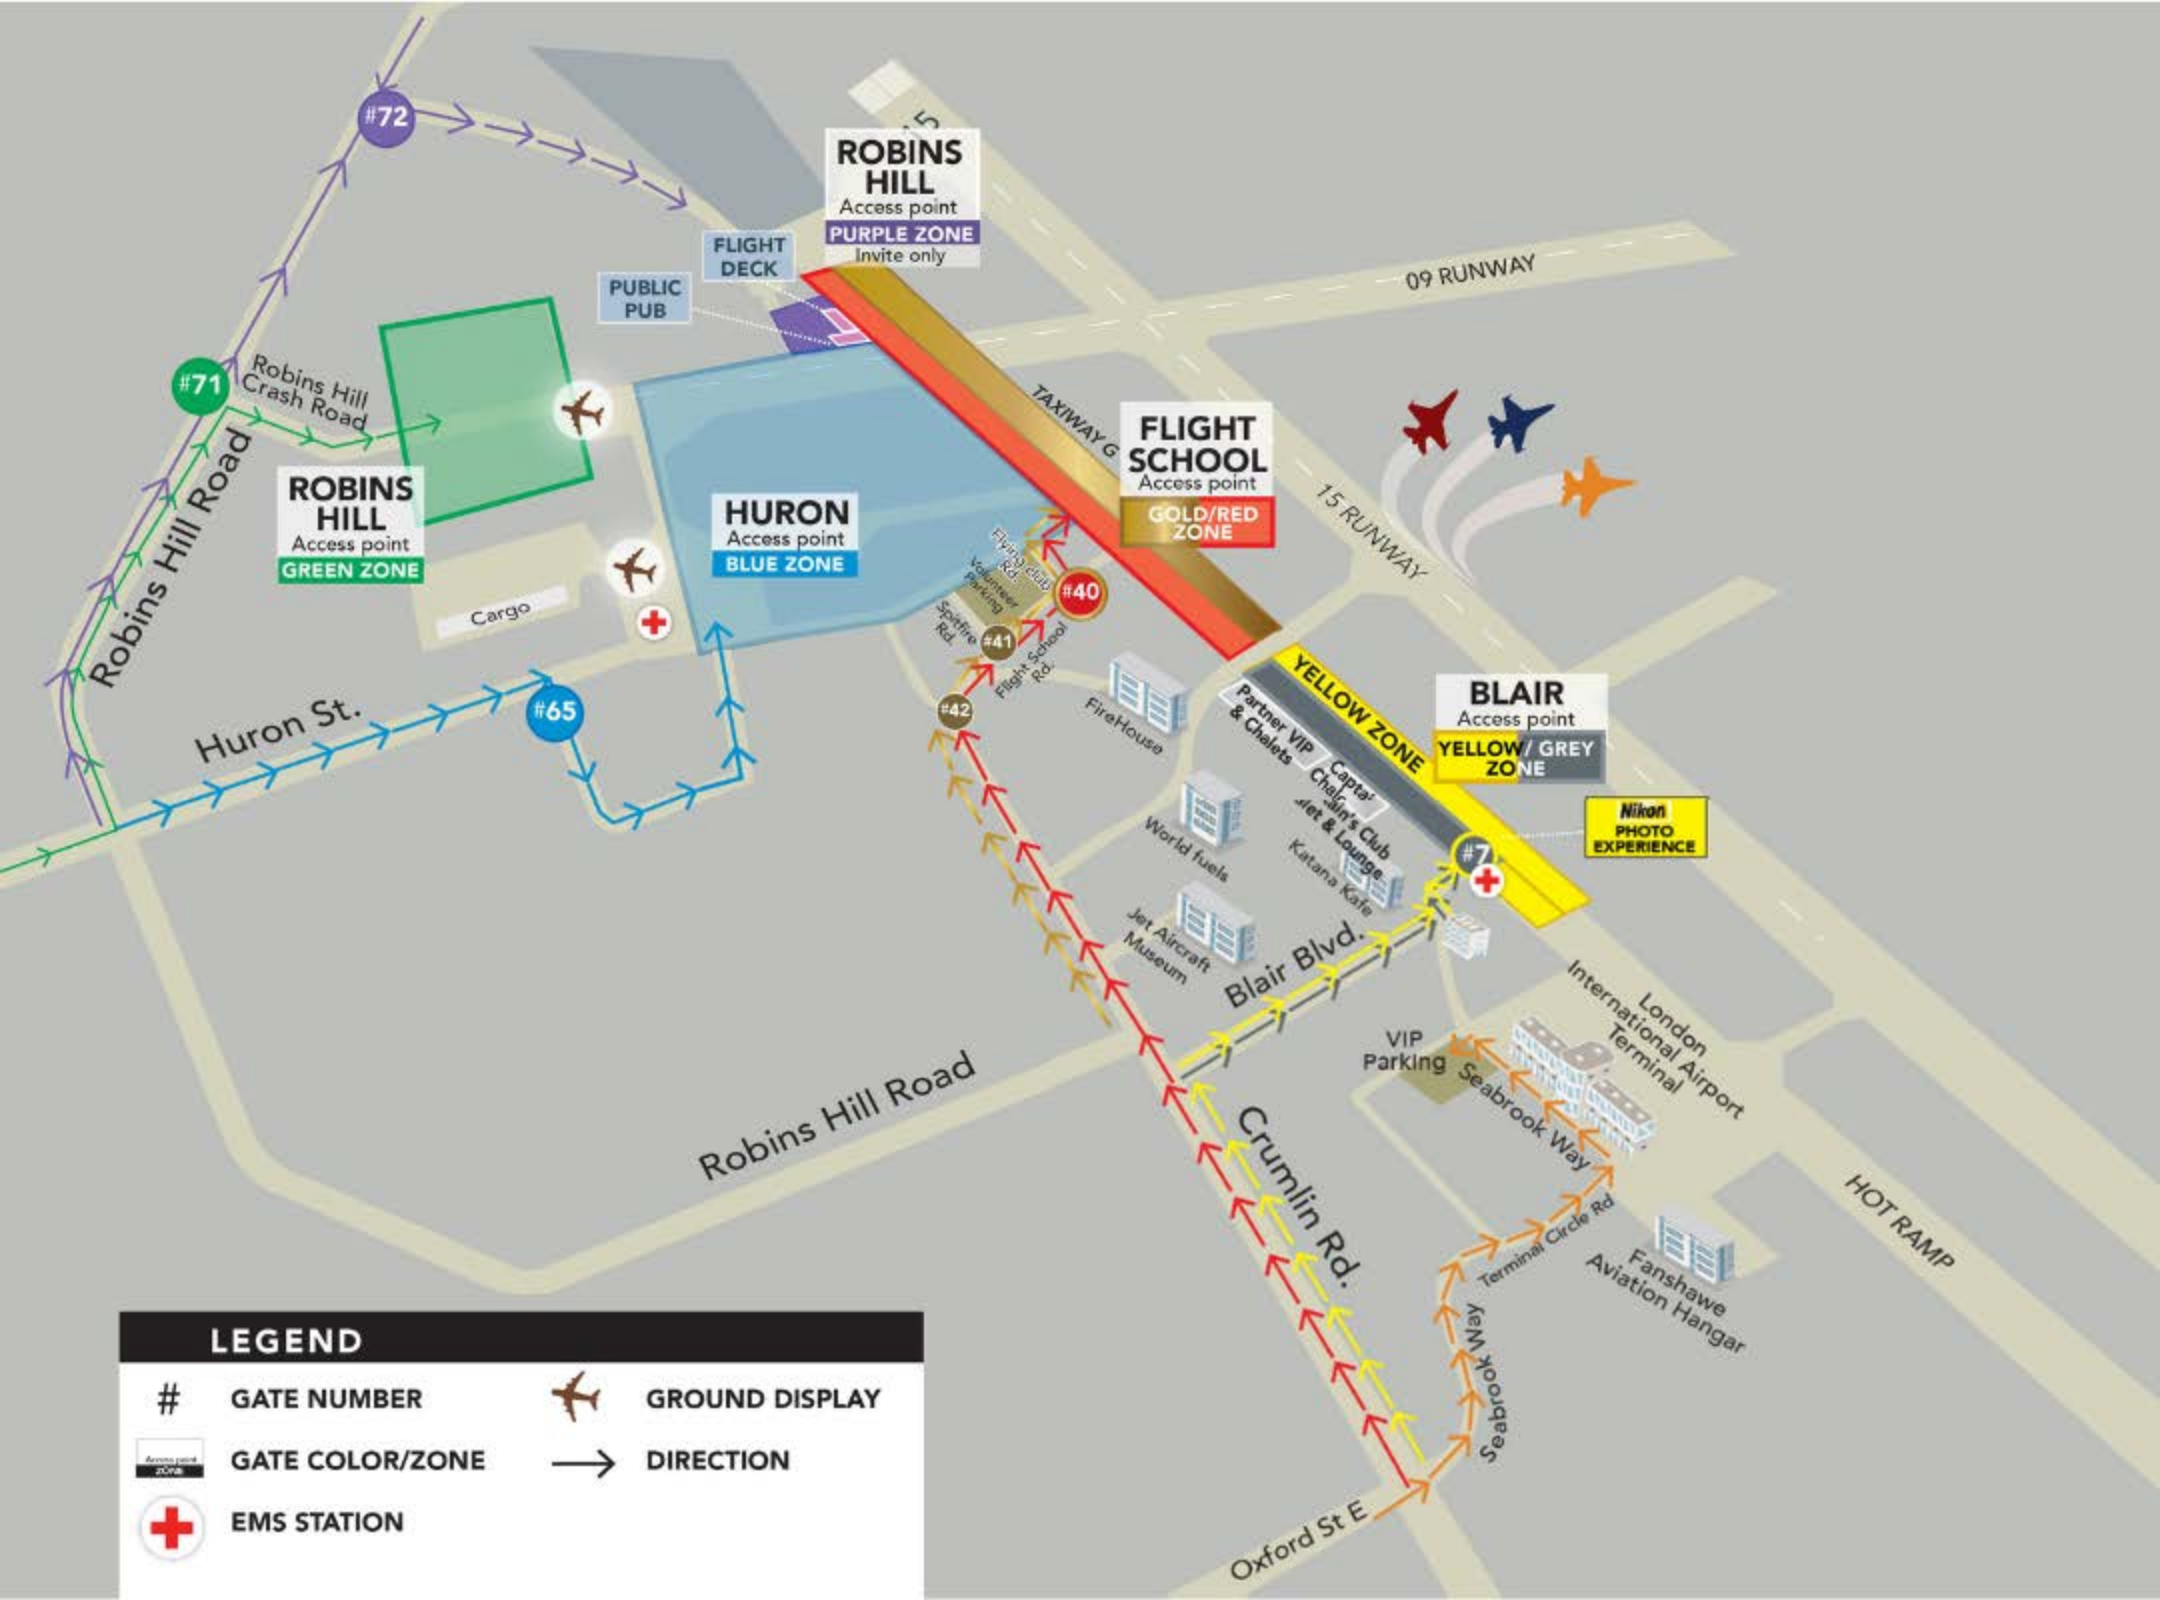 #72
15
ROBINS
HILL
Access point
PURPLE ZONE
Invite only
FLIGHT
DECK
PUBLIC
PUB
09 RUNWAY
#71
Robins Hill
Crash Road
TAXIWAY G
FLIGHT
SCHOOL
Access point
GOLD/RED
ZONE
15 RUNWAY
ROBINS
HILL
Access point
GREEN ZONE
Robins Hill Road
HURON
Access point
BLUE ZONE
Cargo
Flying club
Rd.
Volunteer
Parking
Spitfire
Rd.
#40
#41
Flight School
Rd.
#42
FireHouse
Huron St.
#65
YELLOW ZONE
Partner VIP
& Chalets
BLAIR
Access point
YELLOW/ GREY
ZONE
Nikon
PHOTO
EXPERIENCE
#7
World fuels
Katana Kafe
Jet Aircraft
Museum
Blair Blvd.
London
International Airport
Terminal
VIP
Parking
Seabrook Way
Robins Hill Road
Crumlin Rd.
Terminal Circle Rd
HOT RAMP
Fanshawe
Aviation Hangar
Seabrook Way
Oxford St E
LEGEND
# GATE NUMBER
GROUND DISPLAY
Access point
ZONE
GATE COLOR/ZONE
DIRECTION
EMS STATION